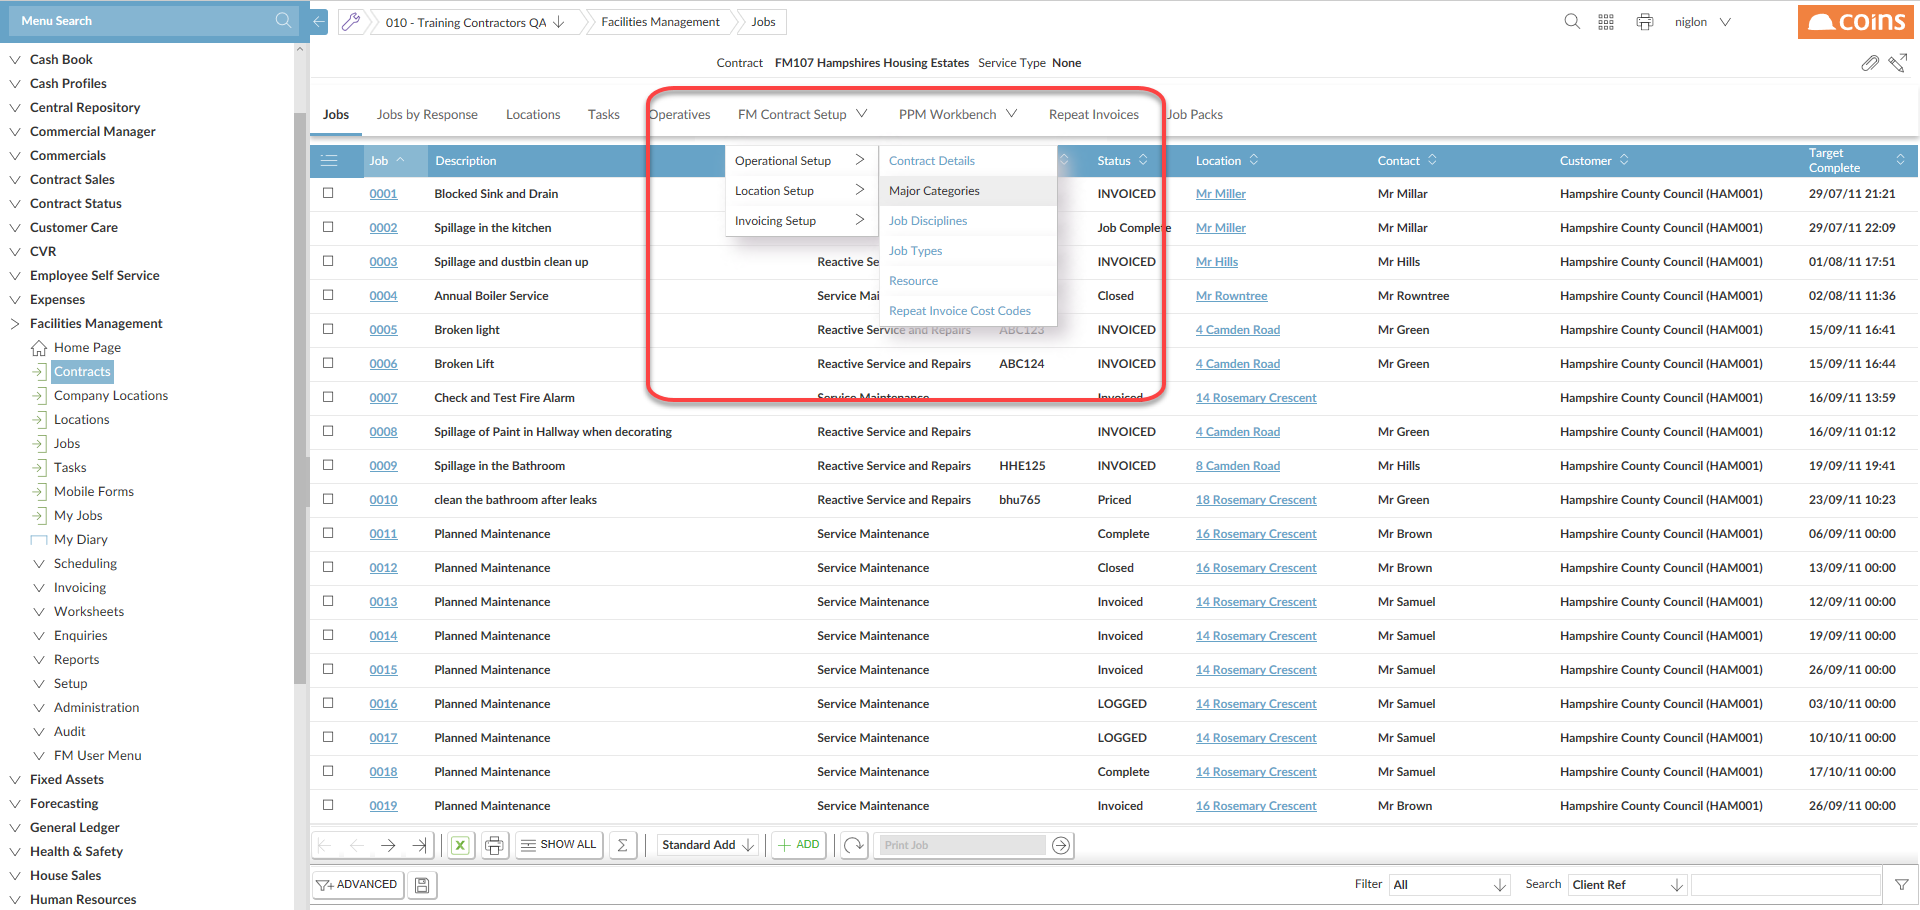 Menu Search
010 - Training Contractors QA
Facilities Management
Jobs
niglon
coins
Contract FM107 Hampshires Housing Estates Service Type None
Jobs Jobs by Response Locations Tasks Operatives FM Contract Setup PPM Workbench Repeat Invoices Job Packs
Cash Book
Cash Profiles
Central Repository
Commercial Manager
Commercials
Contract Sales
Contract Status
Customer Care
CVR
Employee Self Service
Expenses
Facilities Management
Home Page
Contracts
Company Locations
Locations
Jobs
Tasks
Mobile Forms
My Jobs
My Diary
Scheduling
Invoicing
Worksheets
Enquiries
Reports
Setup
Administration
Audit
FM User Menu
Fixed Assets
Forecasting
General Ledger
Health & Safety
House Sales
Human Resources
Operational Setup
Location Setup
Invoicing Setup
Contract Details
Major Categories
Job Disciplines
Job Types
Resource
Repeat Invoice Cost Codes
Job Description Status Location Contact Customer Target Complete
0001 Blocked Sink and Drain INVOICED Mr Miller Mr Millar Hampshire County Council (HAM001) 29/07/11 21:21
0002 Spillage in the kitchen Job Complete Mr Miller Mr Millar Hampshire County Council (HAM001) 29/07/11 22:09
0003 Spillage and dustbin clean up Reactive Se INVOICED Mr Hills Mr Hills Hampshire County Council (HAM001) 01/08/11 17:51
0004 Annual Boiler Service Service Mai Closed Mr Rowntree Mr Rowntree Hampshire County Council (HAM001) 02/08/11 11:36
0005 Broken light Reactive Service and Repairs ABC123 INVOICED 4 Camden Road Mr Green Hampshire County Council (HAM001) 15/09/11 16:41
0006 Broken Lift Reactive Service and Repairs ABC124 INVOICED 4 Camden Road Mr Green Hampshire County Council (HAM001) 15/09/11 16:44
0007 Check and Test Fire Alarm Service Maintenance Invoiced 14 Rosemary Crescent Hampshire County Council (HAM001) 16/09/11 13:59
0008 Spillage of Paint in Hallway when decorating Reactive Service and Repairs INVOICED 4 Camden Road Mr Green Hampshire County Council (HAM001) 16/09/11 01:12
0009 Spillage in the Bathroom Reactive Service and Repairs HHE125 INVOICED 8 Camden Road Mr Hills Hampshire County Council (HAM001) 19/09/11 19:41
0010 clean the bathroom after leaks Reactive Service and Repairs bhu765 Priced 18 Rosemary Crescent Mr Green Hampshire County Council (HAM001) 23/09/11 10:23
0011 Planned Maintenance Service Maintenance Complete 16 Rosemary Crescent Mr Brown Hampshire County Council (HAM001) 06/09/11 00:00
0012 Planned Maintenance Service Maintenance Closed 16 Rosemary Crescent Mr Brown Hampshire County Council (HAM001) 13/09/11 00:00
0013 Planned Maintenance Service Maintenance Invoiced 14 Rosemary Crescent Mr Samuel Hampshire County Council (HAM001) 12/09/11 00:00
0014 Planned Maintenance Service Maintenance Invoiced 14 Rosemary Crescent Mr Samuel Hampshire County Council (HAM001) 19/09/11 00:00
0015 Planned Maintenance Service Maintenance Invoiced 14 Rosemary Crescent Mr Samuel Hampshire County Council (HAM001) 26/09/11 00:00
0016 Planned Maintenance Service Maintenance LOGGED 14 Rosemary Crescent Mr Samuel Hampshire County Council (HAM001) 03/10/11 00:00
0017 Planned Maintenance Service Maintenance LOGGED 14 Rosemary Crescent Mr Samuel Hampshire County Council (HAM001) 10/10/11 00:00
0018 Planned Maintenance Service Maintenance Complete 14 Rosemary Crescent Mr Samuel Hampshire County Council (HAM001) 17/10/11 00:00
0019 Planned Maintenance Service Maintenance Invoiced 16 Rosemary Crescent Mr Brown Hampshire County Council (HAM001) 26/09/11 00:00
SHOW ALL Σ Standard Add + ADD Print Job
ADVANCED Filter All Search Client Ref